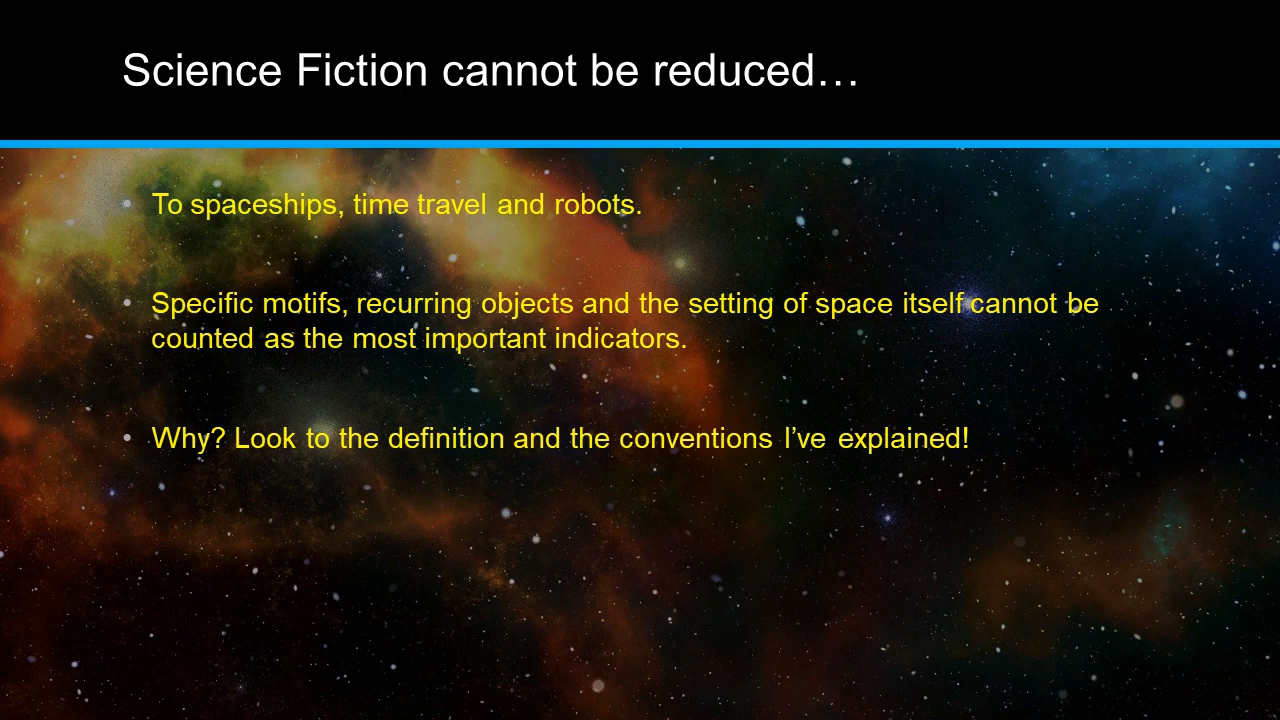 Science Fiction cannot be reduced…
• To spaceships, time travel and robots.
• Specific motifs, recurring objects and the setting of space itself cannot be
counted as the most important indicators.
• Why? Look to the definition and the conventions I’ve explained!